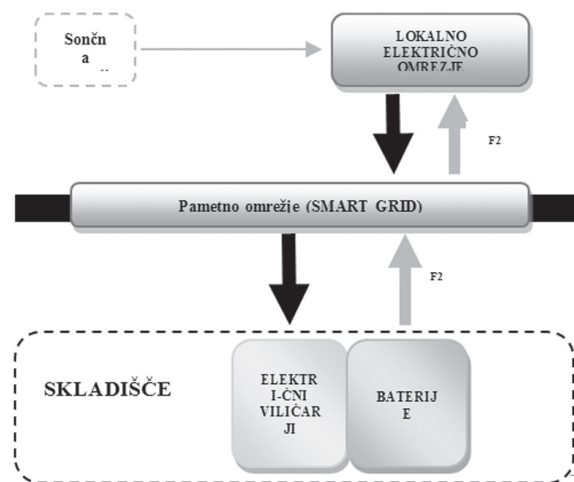 Sončn
a
LOKALNO
ELEKTRIČNO
OMREŽJE
F2
Pametno omrežje (SMART GRID)
F2
SKLADIŠČE
ELEKTR
I-ČNI
VILIČAR
JI
BATERIJ
E